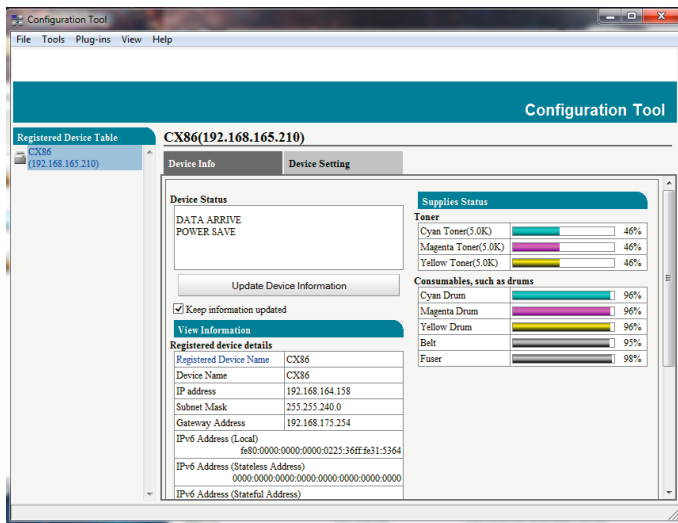 Configuration Tool
File Tools Plug-ins View Help
Configuration Tool
Registered Device Table
CX86
(192.168.165.210)
CX86(192.168.165.210)
Device Info
Device Setting
Device Status
DATA ARRIVE
POWER SAVE
Update Device Information
Keep information updated
View Information
Registered device details
Registered Device Name CX86
Device Name CX86
IP address 192.168.164.158
Subnet Mask 255.255.240.0
Gateway Address 192.168.175.254
IPv6 Address (Local)
fe80:0000:0000:0000:0225:36ff:fe31:5364
IPv6 Address (Stateless Address)
0000:0000:0000:0000:0000:0000:0000:0000
IPv6 Address (Stateful Address)
Supplies Status
Toner
Cyan Toner(5.0K) 46%
Magenta Toner(5.0K) 46%
Yellow Toner(5.0K) 46%
Consumables, such as drums
Cyan Drum 96%
Magenta Drum 96%
Yellow Drum 96%
Belt 95%
Fuser 98%